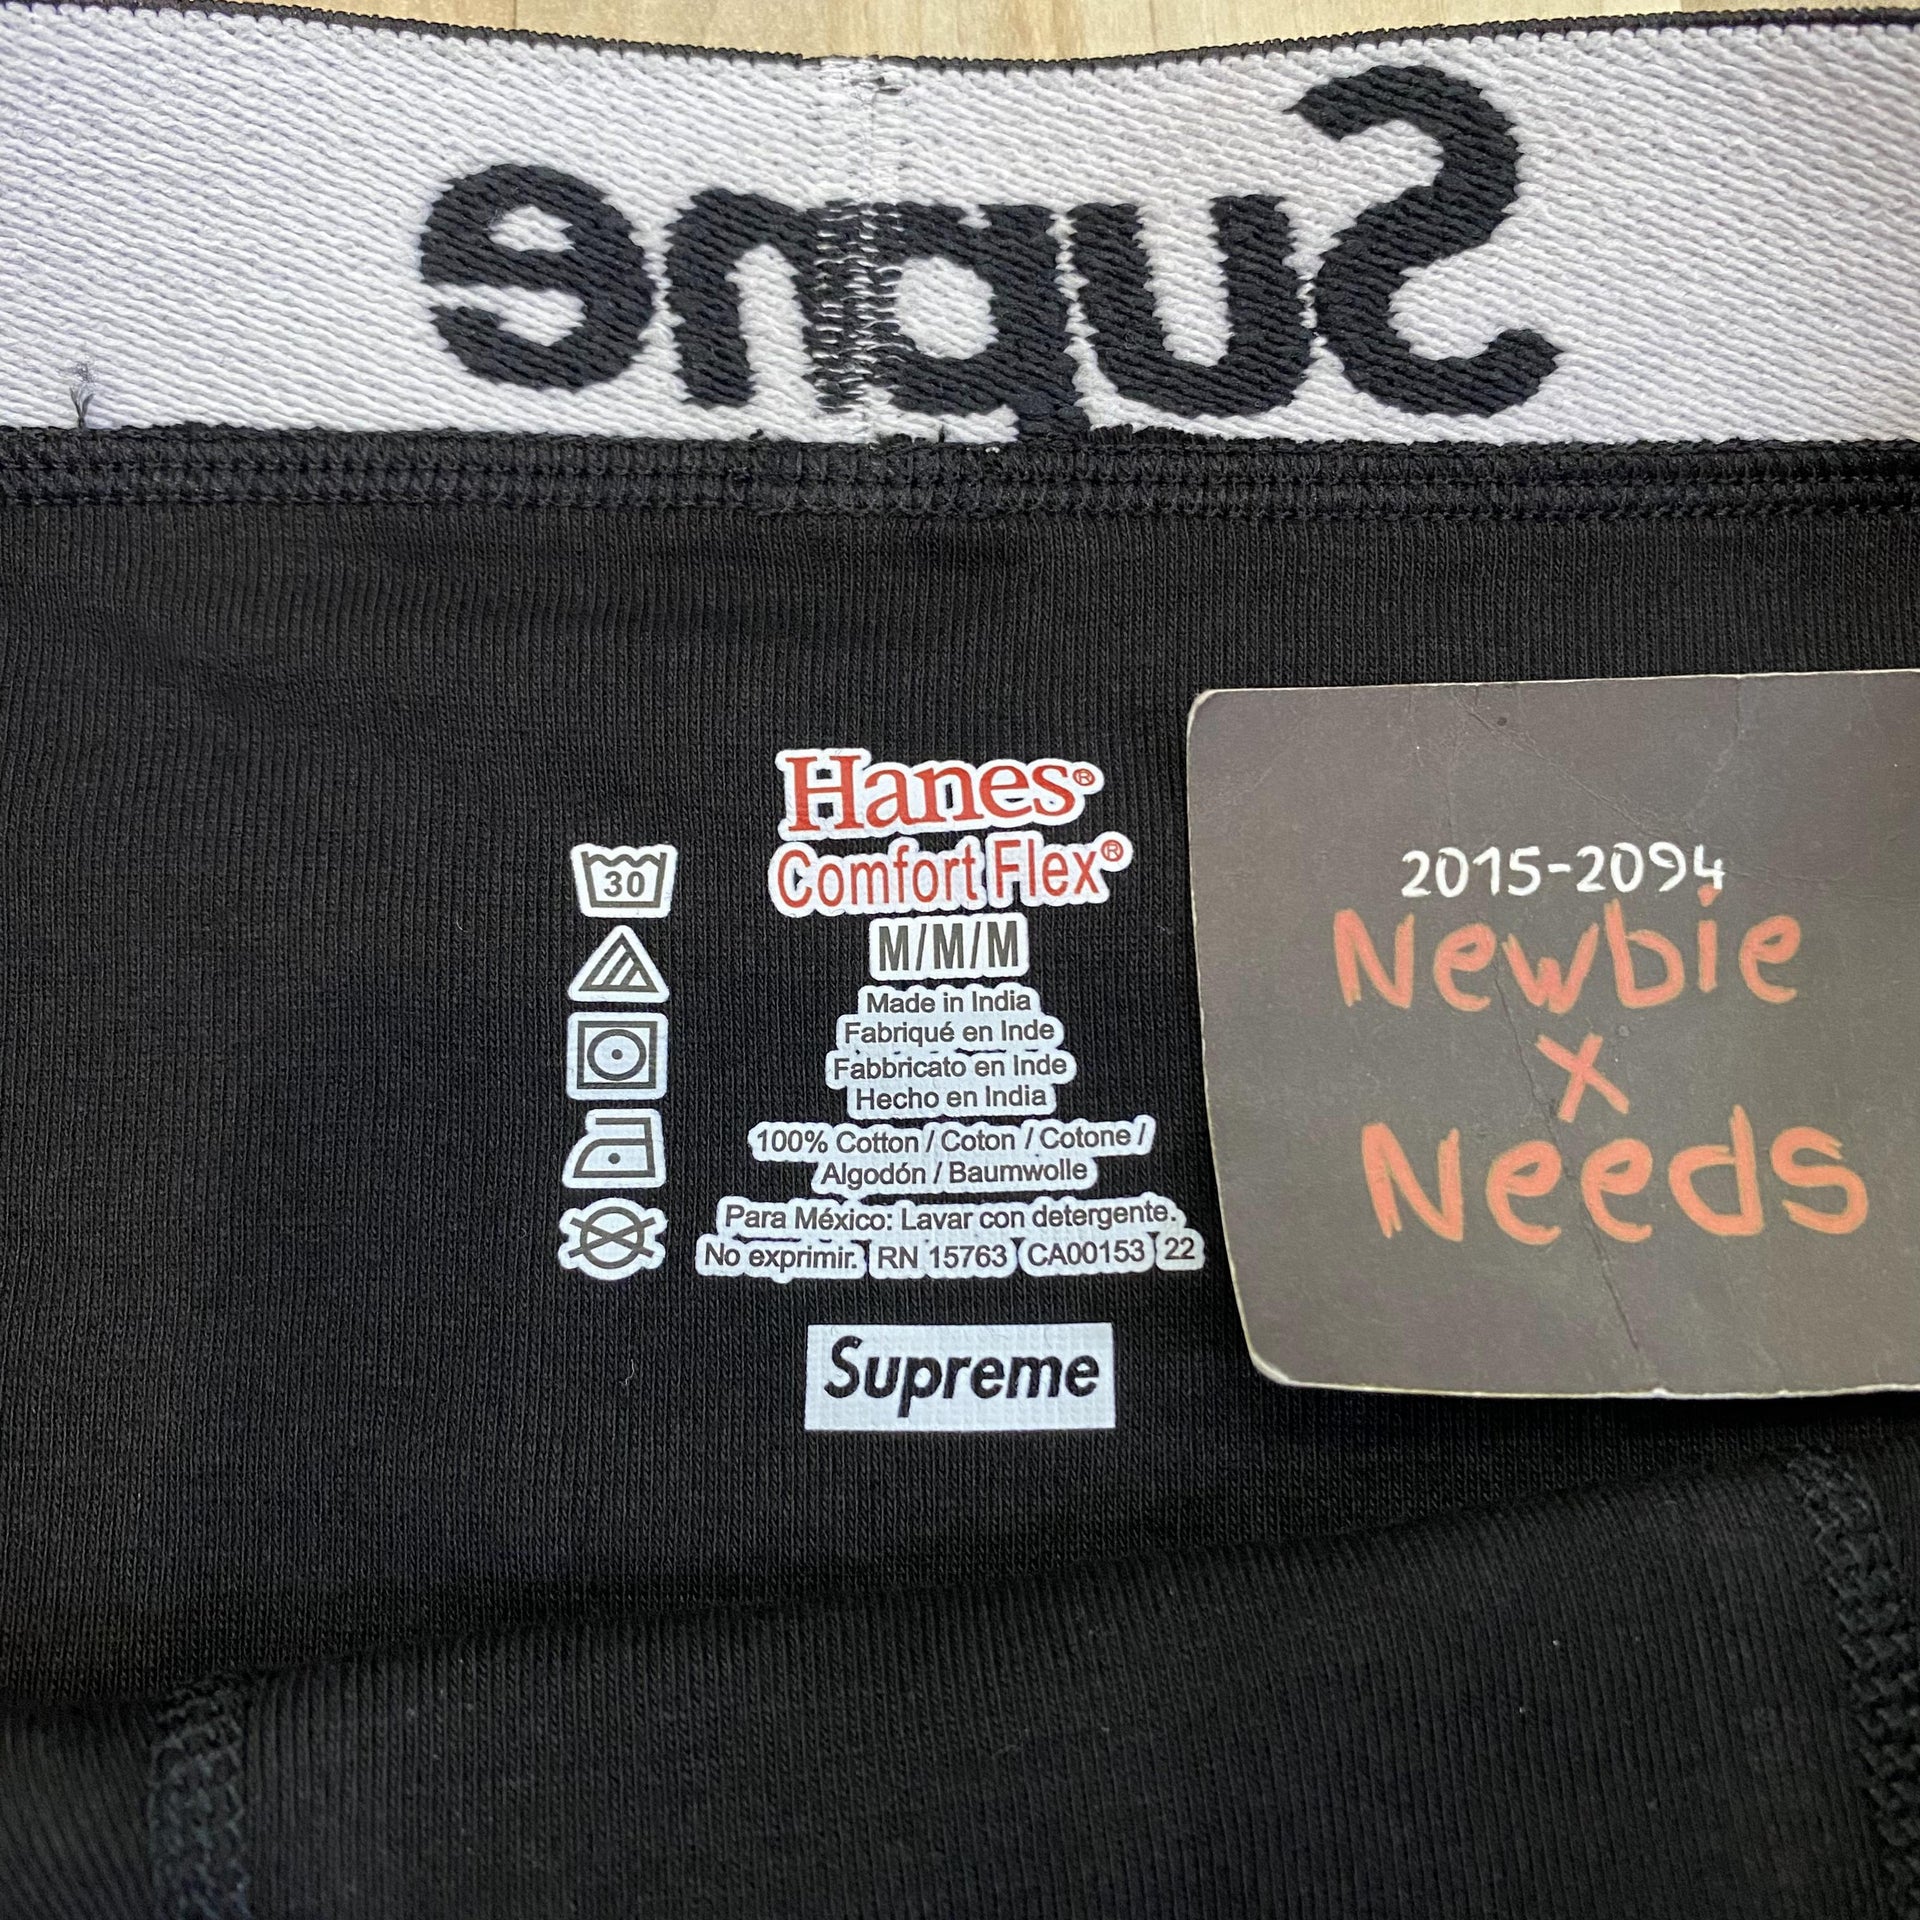 Supne
Hanes®
Comfort Flex®
M/M/M
Made in India
Fabriqué en Inde
Fabbricato en Inde
Hecho en India
100% Cotton / Coton / Cotone /
Algodón / Baumwolle
Para México: Lavar con detergente.
No exprimir. RN 15763 CA00153 22
30
Supreme
2015-2094
Newbie
x
Needs